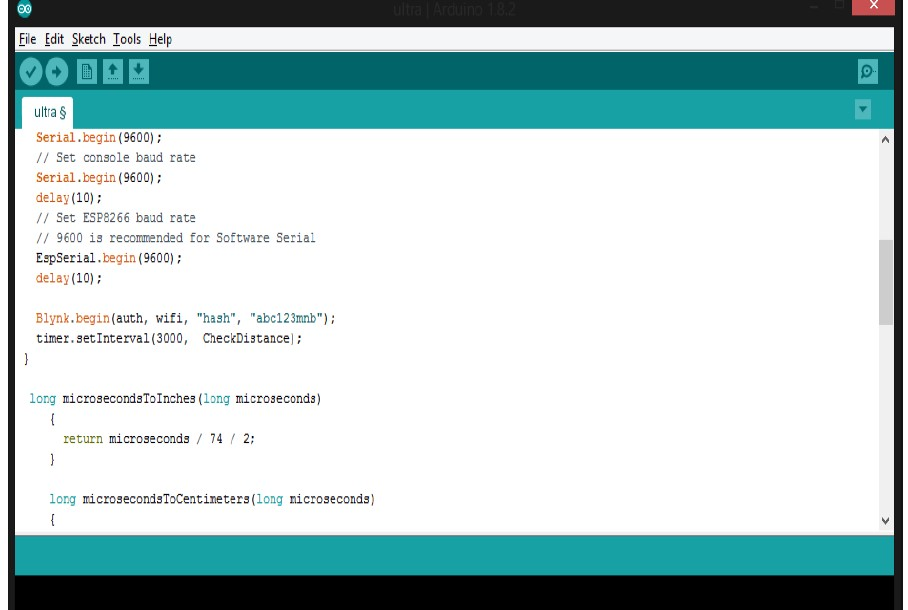 ultra | Arduino 1.8.2
File Edit Sketch Tools Help
ultra §
Serial.begin(9600);
// Set console baud rate
Serial.begin(9600);
delay(10);
// Set ESP8266 baud rate
// 9600 is recommended for Software Serial
EspSerial.begin(9600);
delay(10);
Blynk.begin(auth, wifi, "hash", "abc123mnb");
timer.setInterval(3000, CheckDistance);
}
long microsecondsToInches(long microseconds)
{
return microseconds / 74 / 2;
}
long microsecondsToCentimeters(long microseconds)
{